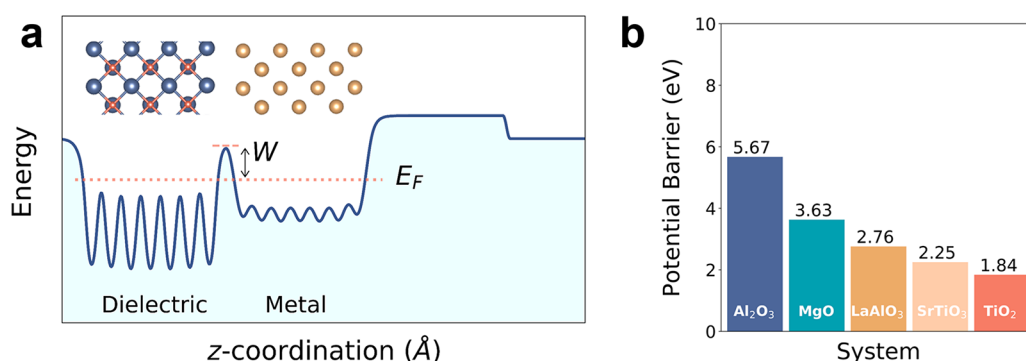 a
Energy
W
E_F
Dielectric
Metal
z-coordination (Å)
b
Potential Barrier (eV)
10
8
6
4
2
0
5.67
3.63
2.76
2.25
1.84
Al₂O₃
MgO
LaAlO₃
SrTiO₃
TiO₂
System